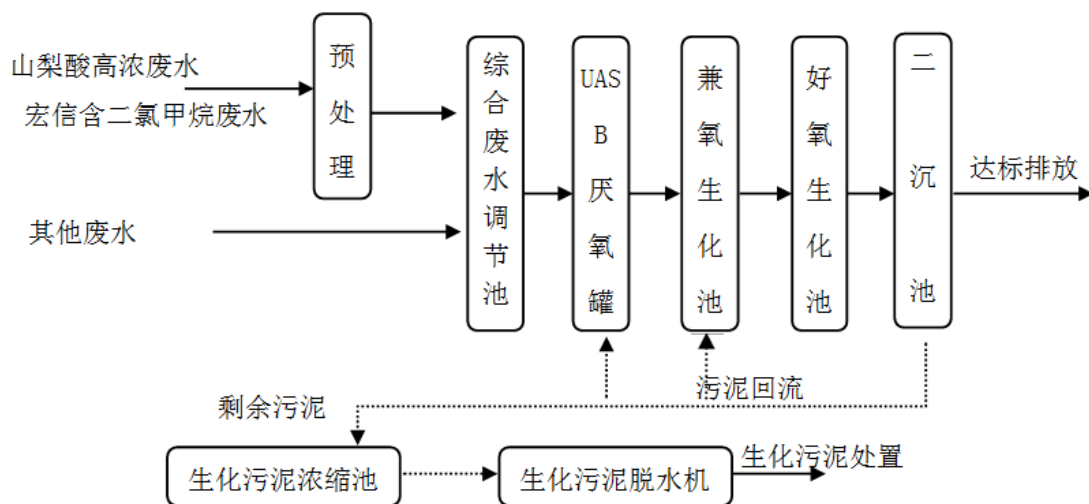 山梨酸高浓废水
宏信含二氯甲烷废水
其他废水
预处理
综合废水调节池
UAS
B
厌氧罐
兼氧生化池
好氧生化池
二沉池
达标排放
污泥回流
剩余污泥
生化污泥浓缩池
生化污泥脱水机
生化污泥处置